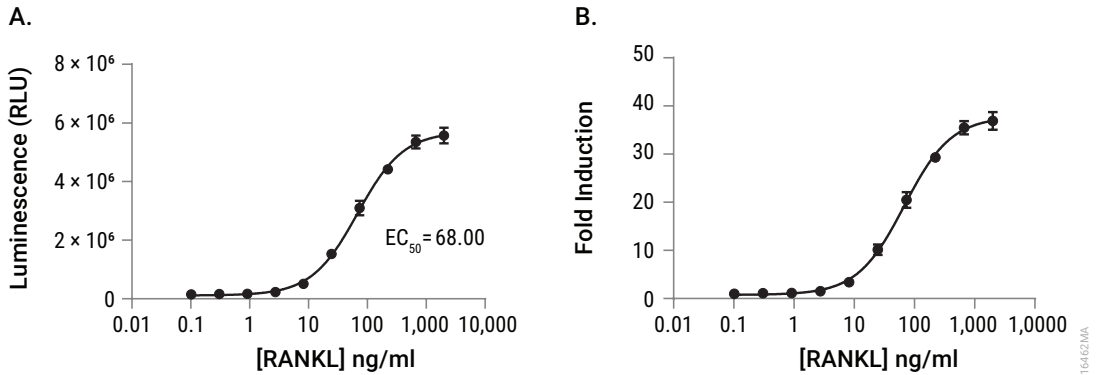 A.
Luminescence (RLU)
8 × 10⁶
6 × 10⁶
4 × 10⁶
2 × 10⁶
0
EC₅₀ = 68.00
0.01 0.1 1 10 100 1,000 10,000
[RANKL] ng/ml
B.
Fold Induction
50
40
30
20
10
0
0.01 0.1 1 10 100 1,000 1,0000
[RANKL] ng/ml
16462MA